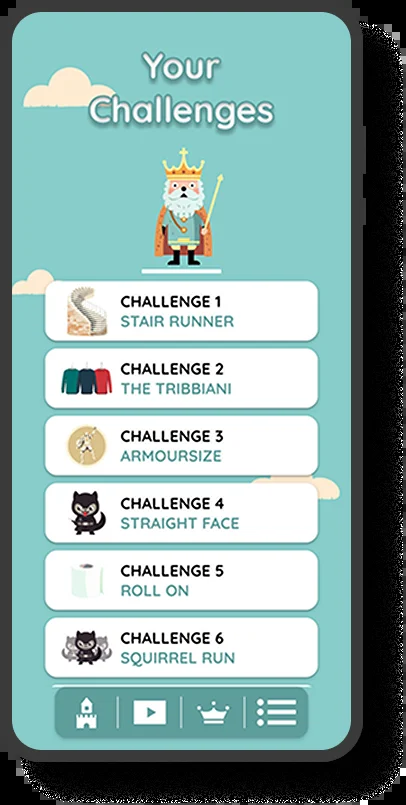 Your
Challenges
CHALLENGE 1
STAIR RUNNER
CHALLENGE 2
THE TRIBBIANI
CHALLENGE 3
ARMOURSIZE
CHALLENGE 4
STRAIGHT FACE
CHALLENGE 5
ROLL ON
CHALLENGE 6
SQUIRREL RUN